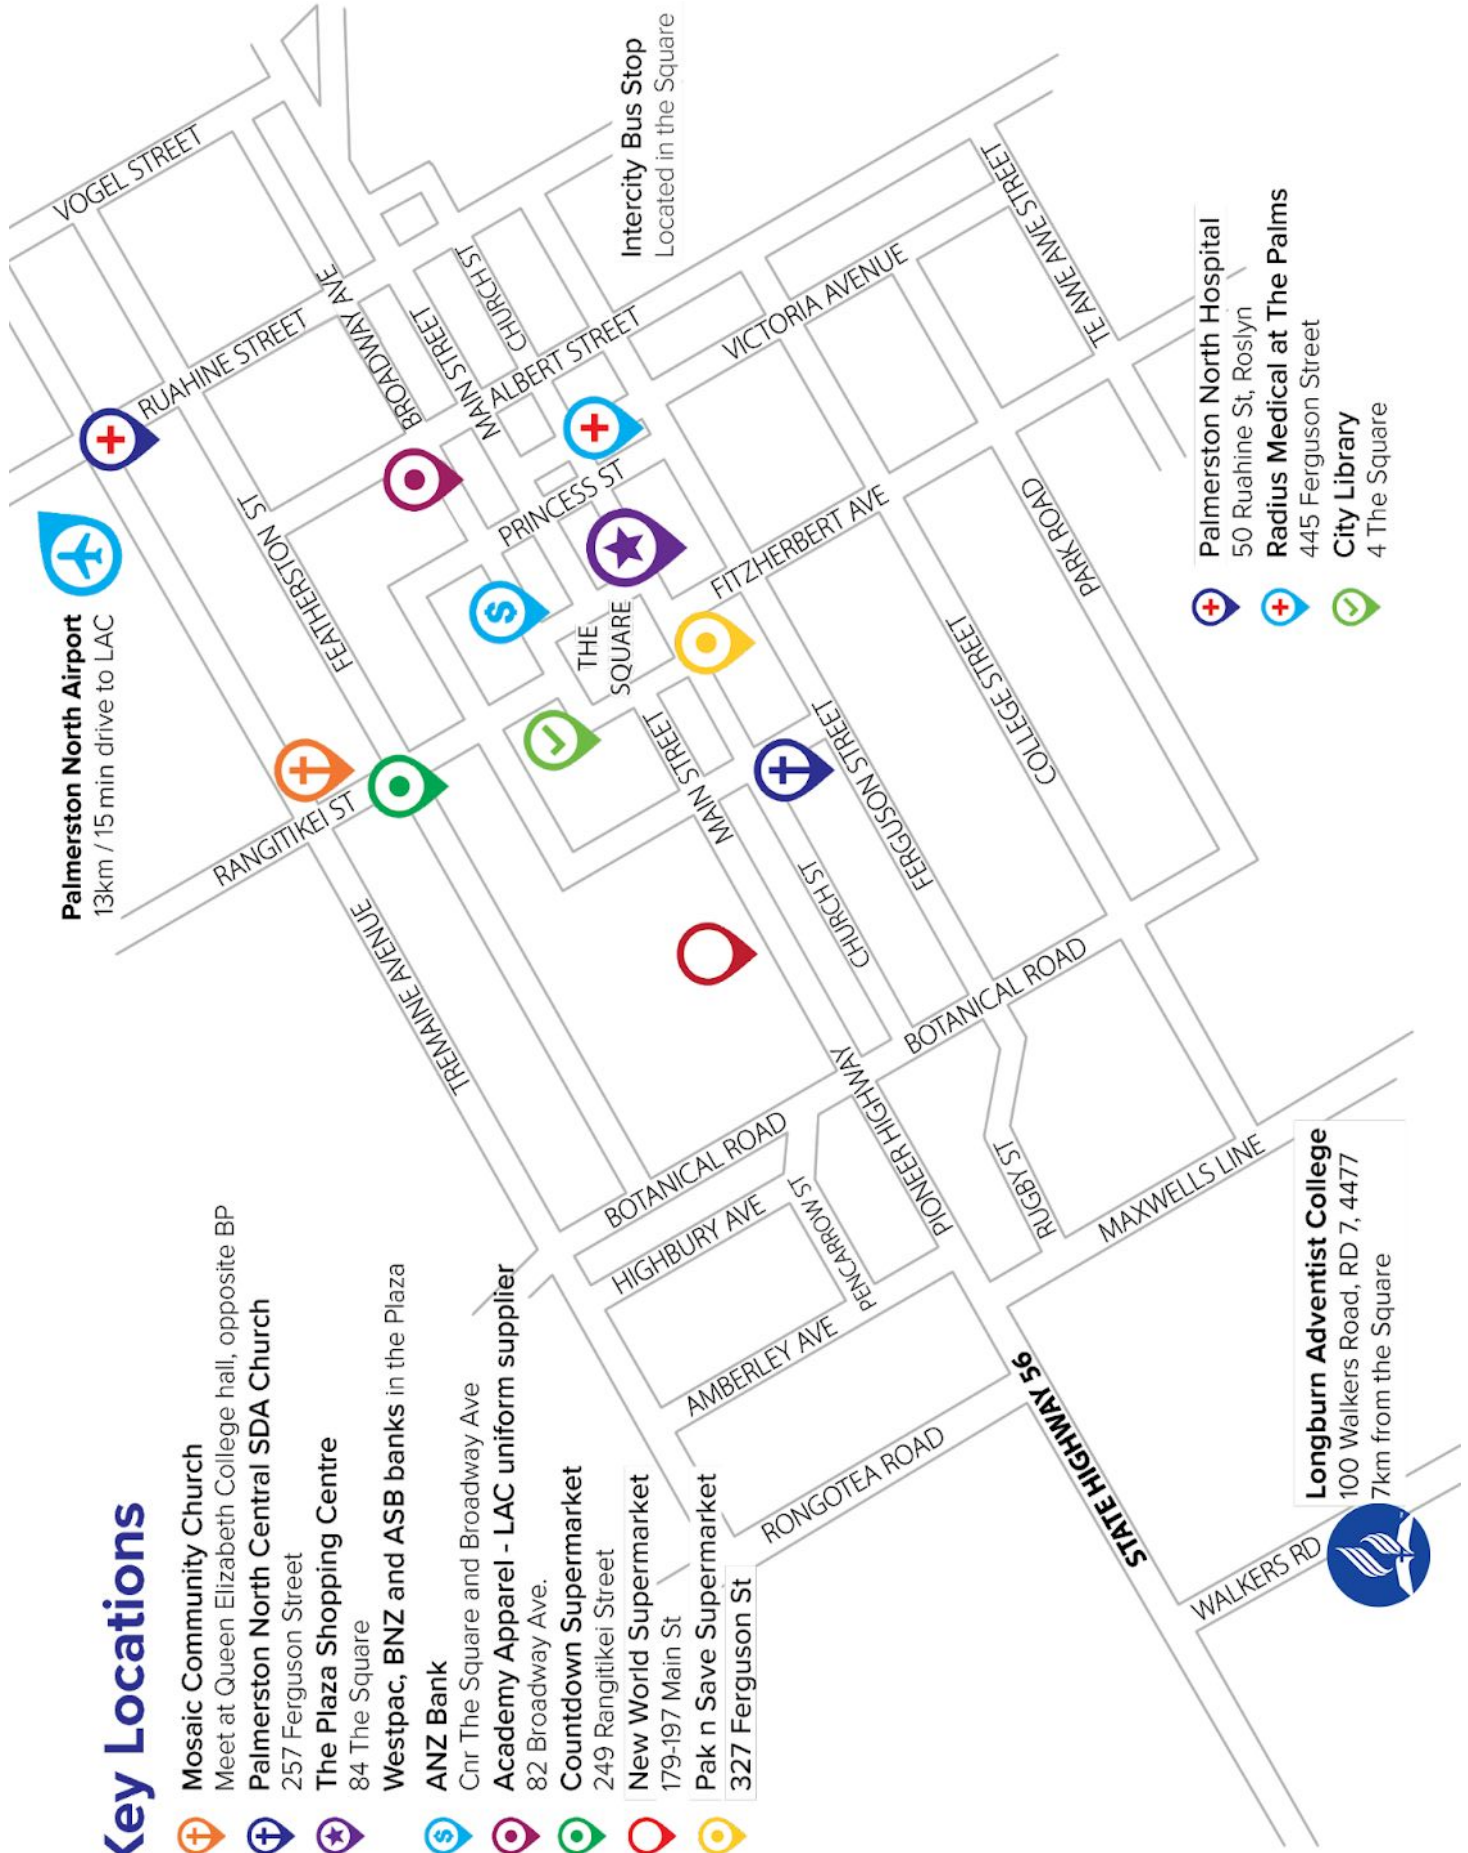 Key Locations
Mosaic Community Church
Meet at Queen Elizabeth College hall, opposite BP
Palmerston North Central SDA Church
257 Ferguson Street
The Plaza Shopping Centre
84 The Square
Westpac, BNZ and ASB banks in the Plaza
ANZ Bank
Cnr The Square and Broadway Ave
Academy Apparel - LAC uniform supplier
82 Broadway Ave.
Countdown Supermarket
249 Rangitikei Street
New World Supermarket
179-197 Main St
Pak n Save Supermarket
327 Ferguson St
Palmerston North Airport
13km / 15 min drive to LAC
Intercity Bus Stop
Located in the Square
Palmerston North Hospital
50 Ruahine St, Roslyn
Radius Medical at The Palms
445 Ferguson Street
City Library
4 The Square
Longburn Adventist College
100 Walkers Road, RD 7, 4477
7km from the Square
VOGEL STREET
RUAHINE STREET
BROADWAY AVE
BROADWAY
MAIN STREET
MAIN
CHURCH ST
ALBERT STREET
PRINCESS ST
FEATHERSTON ST
FEATHERSTON
RANGITIKEI ST
TREMAINE AVENUE
TREMAINE
THE
SQUARE
$
MAIN STREET
MAIN
FITZHERBERT AVE
VICTORIA AVENUE
TE AWE AWE STREET
PARK ROAD
PARK
COLLEGE STREET
COLLEGE
FERGUSON STREET
FERGUSON
CHURCH ST
BOTANICAL ROAD
BOTANICAL ROAD
HIGHBURY AVE
PENCARROW ST
PIONEER HIGHWAY
RUGBY ST
MAXWELLS LINE
AMBERLEY AVE
RONGOTEA ROAD
STATE HIGHWAY 56
WALKERS RD